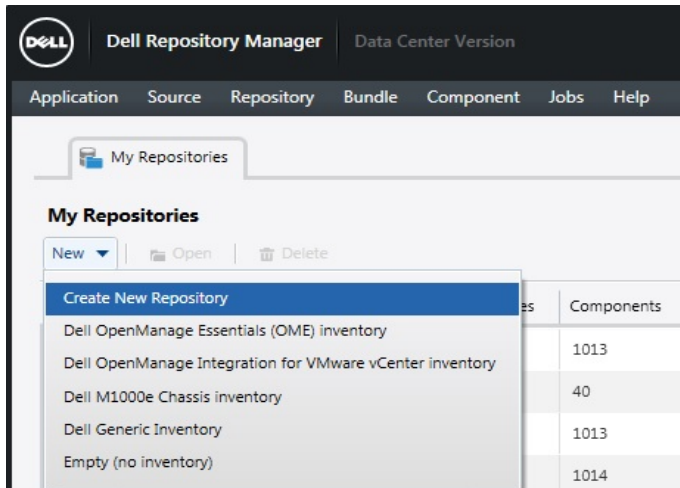 DELL
Dell Repository Manager
Data Center Version
Application Source Repository Bundle Component Jobs Help
My Repositories
My Repositories
New Open Delete
Create New Repository
es Components
Dell OpenManage Essentials (OME) inventory
1013
Dell OpenManage Integration for VMware vCenter inventory
Dell M1000e Chassis inventory
40
Dell Generic Inventory
1013
Empty (no inventory)
1014